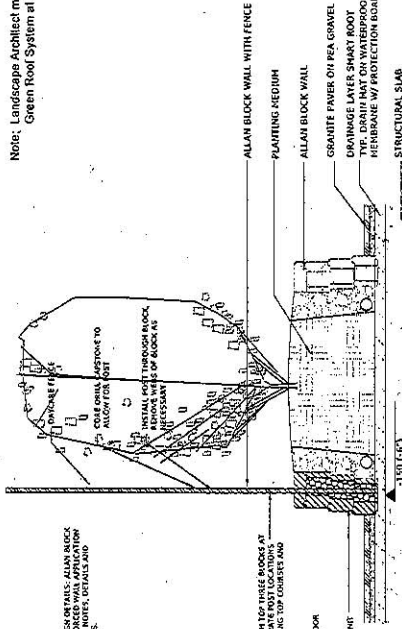 Note: Landscape Architect m
Green Roof System at
GN DETAILS: ALLAN BLOCK
ORCED WALL APPLICATION
NOTES, DETAILS AND
S.
DAYCARE FENCE
CORE DRILL CAPSTONE TO
ALLOW FOR POST
INSTALL POST THROUGH BLOCK,
REMOVE WEBS OF BLOCK AS
NECESSARY
H TOP THREE BLOCKS AT
ATE POST LOCATIONS
NG TOP COURSES AND
OOR
ALLAN BLOCK WALL WITH FENCE
PLANTING MEDIUM
ALLAN BLOCK WALL
GRANITE PAVER ON PEA GRAVEL
DRAINAGE LAYER SMART ROOT
TYP. DRAIN MAT ON WATERPROO
MEMBRANE W/ PROTECTION BOA
STRUCTURAL SLAB